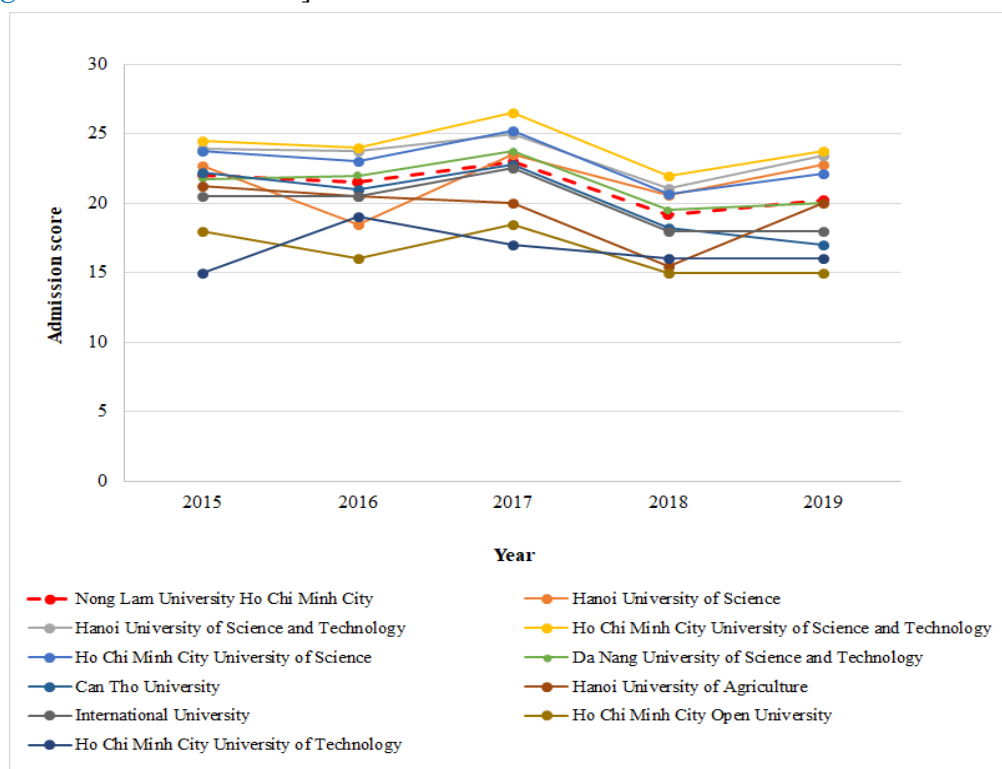 30
25
20
15
10
5
0
Admission score
2015 2016 2017 2018 2019
Year
Nong Lam University Ho Chi Minh City
Hanoi University of Science
Hanoi University of Science and Technology
Ho Chi Minh City University of Science and Technology
Ho Chi Minh City University of Science
Da Nang University of Science and Technology
Can Tho University
Hanoi University of Agriculture
International University
Ho Chi Minh City Open University
Ho Chi Minh City University of Technology